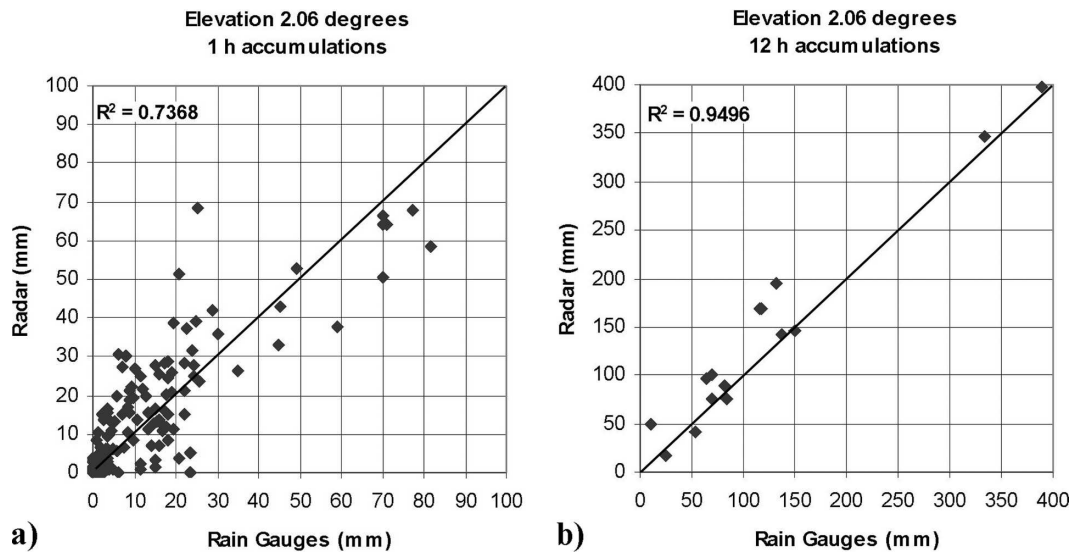 Elevation 2.06 degrees
1 h accumulations
R² = 0.7368
100
90
80
70
60
50
40
30
20
10
0
Radar (mm)
0 10 20 30 40 50 60 70 80 90 100
Rain Gauges (mm)
a)
Elevation 2.06 degrees
12 h accumulations
R² = 0.9496
400
350
300
250
200
150
100
50
0
Radar (mm)
0 50 100 150 200 250 300 350 400
Rain Gauges (mm)
b)